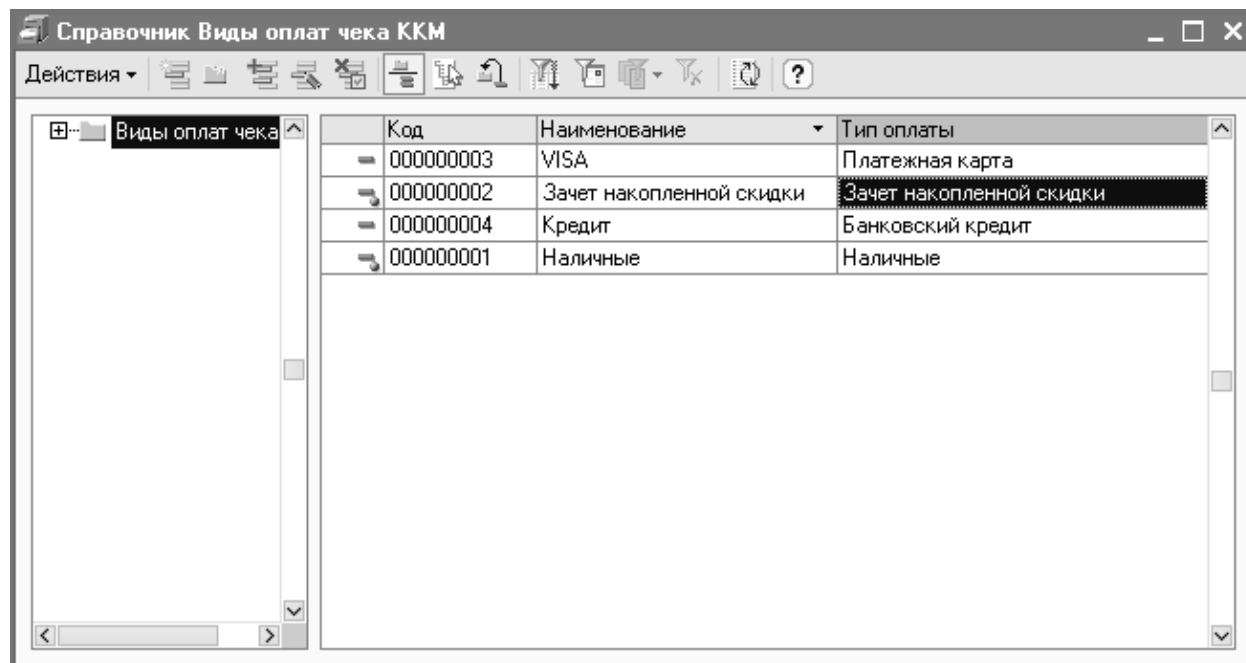 Справочник Виды оплат чека ККМ
Действия
Виды оплат чека
Код Наименование Тип оплаты
000000003 VISA Платежная карта
000000002 Зачет накопленной скидки Зачет накопленной скидки
000000004 Кредит Банковский кредит
000000001 Наличные Наличные